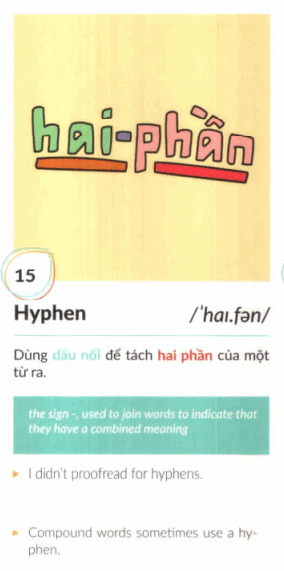 hai-phần
15
Hyphen /ˈhaɪ.fən/
Dùng dấu nối để tách hai phần của một
từ ra.
the sign -, used to join words to indicate that
they have a combined meaning
I didn't proofread for hyphens.
Compound words sometimes use a hy-
phen.